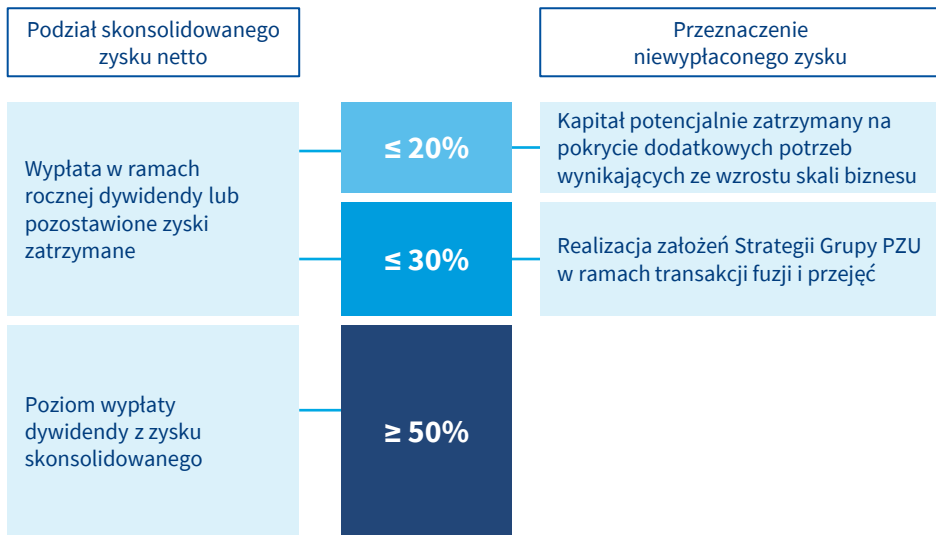 Podział skonsolidowanego
zysku netto
Przeznaczenie
niewypłaconego zysku
Wypłata w ramach
rocznej dywidendy lub
pozostawione zyski
zatrzymane
≤ 20%
Kapitał potencjalnie zatrzymany na
pokrycie dodatkowych potrzeb
wynikających ze wzrostu skali biznesu
≤ 30%
Realizacja założeń Strategii Grupy PZU
w ramach transakcji fuzji i przejęć
Poziom wypłaty
dywidendy z zysku
skonsolidowanego
≥ 50%